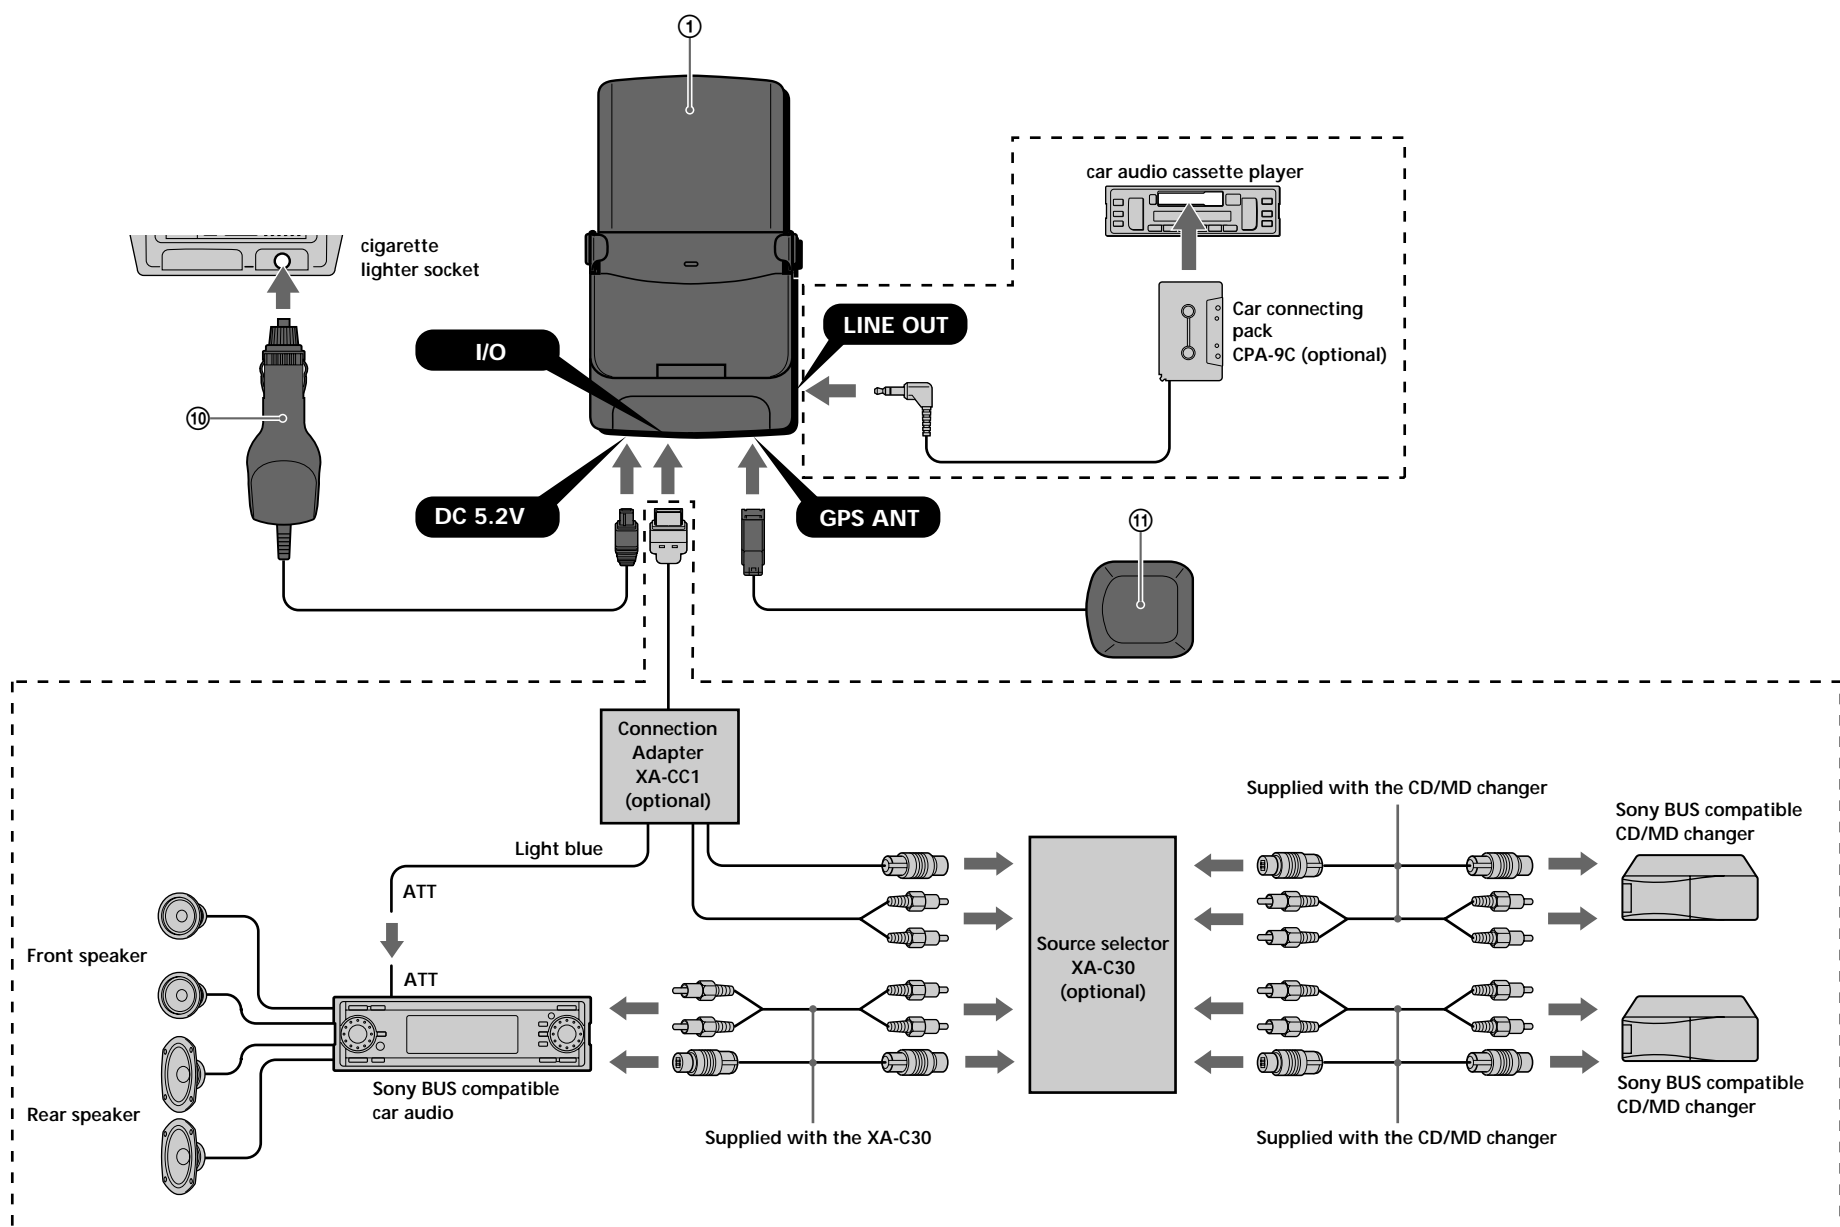 ①
car audio cassette player
cigarette
lighter socket
Car connecting
pack
CPA-9C (optional)
LINE OUT
I/O
⑩
DC 5.2V
GPS ANT
⑪
Connection
Adapter
XA-CC1
(optional)
Supplied with the CD/MD changer
Sony BUS compatible
CD/MD changer
Light blue
ATT
Front speaker
ATT
Source selector
XA-C30
(optional)
Sony BUS compatible
car audio
Rear speaker
Sony BUS compatible
CD/MD changer
Supplied with the XA-C30
Supplied with the CD/MD changer